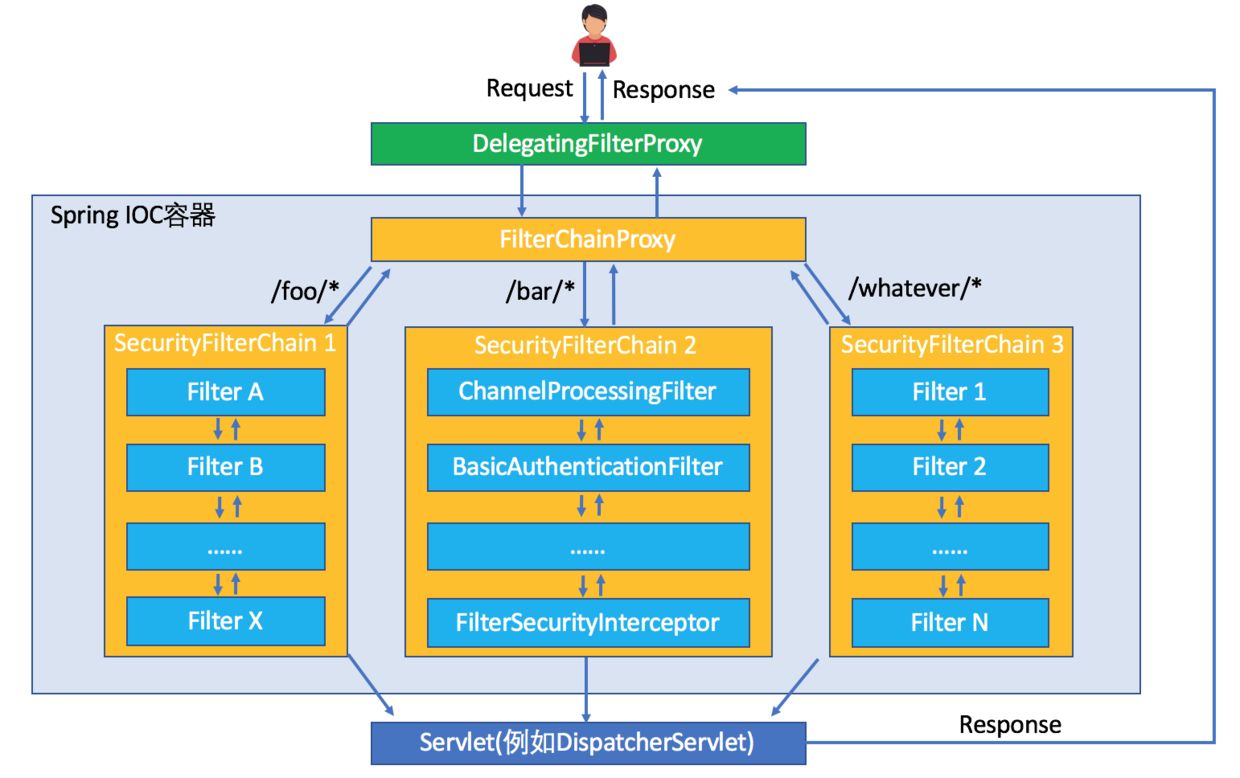 Request
Response
DelegatingFilterProxy
Spring IOC容器
FilterChainProxy
/foo/*
/bar/*
/whatever/*
SecurityFilterChain 1
Filter A
Filter B
......
Filter X
SecurityFilterChain 2
ChannelProcessingFilter
BasicAuthenticationFilter
......
FilterSecurityInterceptor
SecurityFilterChain 3
Filter 1
Filter 2
......
Filter N
Servlet(例如DispatcherServlet)
Response